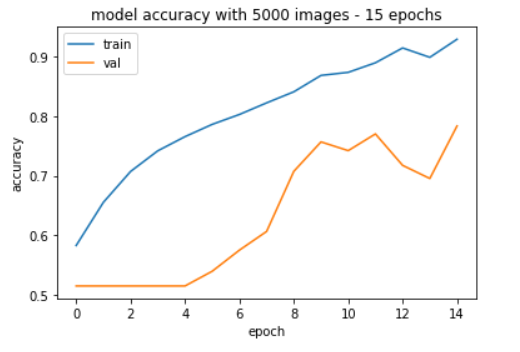 model accuracy with 5000 images - 15 epochs
train
val
accuracy
0.9
0.8
0.7
0.6
0.5
0 2 4 6 8 10 12 14
epoch